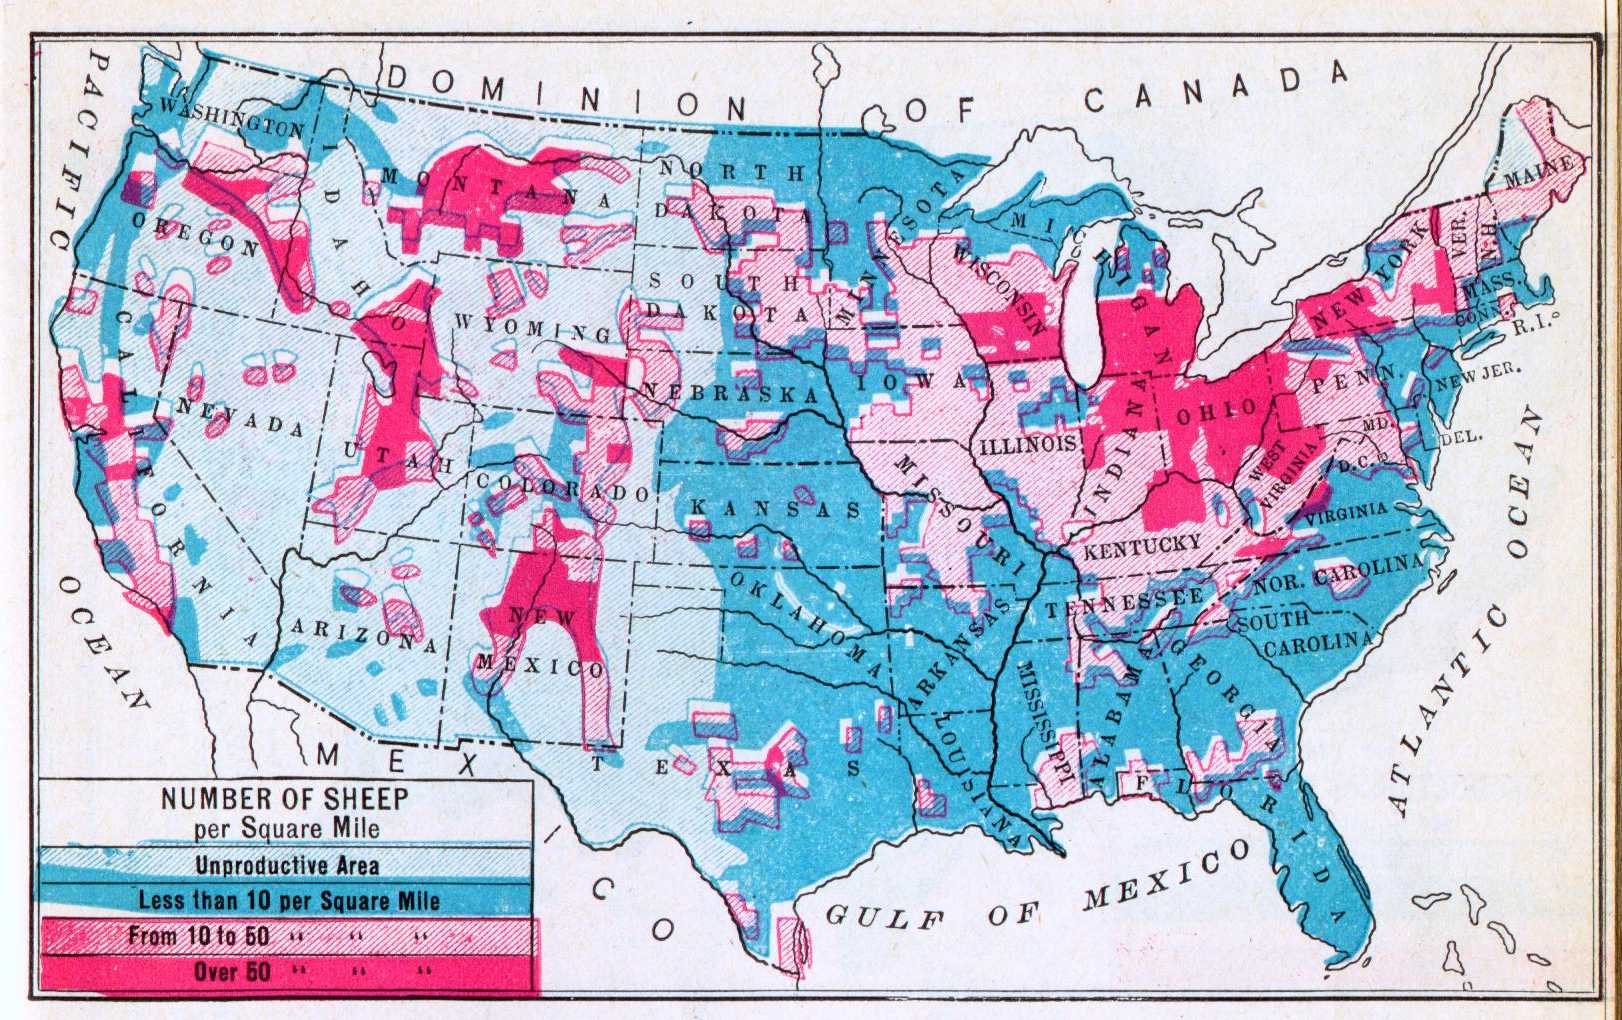 DOMINION OF CANADA
PACIFIC
OCEAN
WASHINGTON
OREGON
CALIFORNIA
IDAHO
NEVADA
MONTANA
WYOMING
UTAH
COLORADO
ARIZONA
NEW
MEXICO
NORTH
DAKOTA
SOUTH
DAKOTA
NEBRASKA
KANSAS
OKLAHOMA
TEXAS
MINNESOTA
IOWA
MISSOURI
ARKANSAS
LOUISIANA
WISCONSIN
MICHIGAN
ILLINOIS
INDIANA
OHIO
KENTUCKY
TENNESSEE
MISSISSIPPI
ALABAMA
GEORGIA
FLORIDA
SOUTH
CAROLINA
NOR. CAROLINA
VIRGINIA
WEST
VIRGINIA
D.C.
MD.
DEL.
PENN.
NEW JER.
NEW YORK
CONN.
R.I.
MASS.
VER.
N.H.
MAINE
ATLANTIC OCEAN
GULF OF MEXICO
MEXICO
NUMBER OF SHEEP
per Square Mile
Unproductive Area
Less than 10 per Square Mile
From 10 to 50 " " "
Over 50 " " "